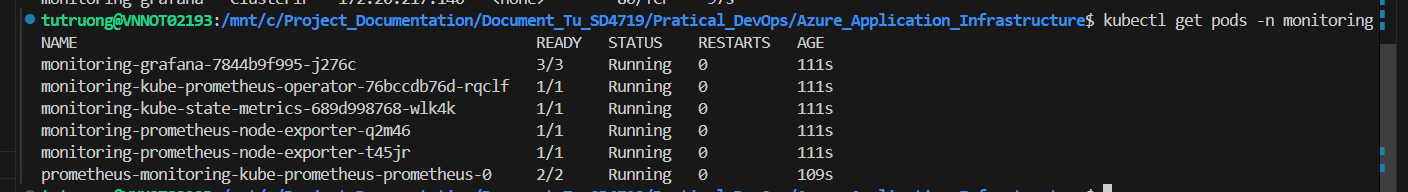 tutruong@VNNOT02193:/mnt/c/Project_Documentation/Document_Tu_SD4719/Pratical_DevOps/Azure_Application_Infrastructure$ kubectl get pods -n monitoring
NAME READY STATUS RESTARTS AGE
monitoring-grafana-7844b9f995-j276c 3/3 Running 0 111s
monitoring-kube-prometheus-operator-76bccdb76d-rqclf 1/1 Running 0 111s
monitoring-kube-state-metrics-689d998768-wlk4k 1/1 Running 0 111s
monitoring-prometheus-node-exporter-q2m46 1/1 Running 0 111s
monitoring-prometheus-node-exporter-t45jr 1/1 Running 0 111s
prometheus-monitoring-kube-prometheus-prometheus-0 2/2 Running 0 109s